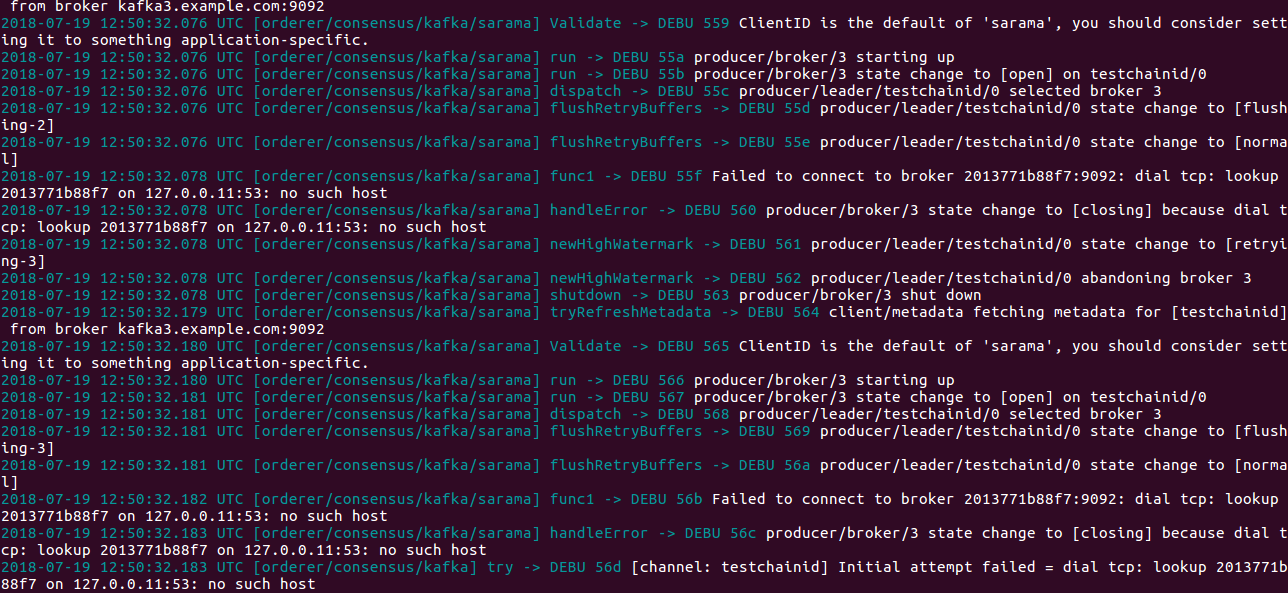 from broker kafka3.example.com:9092
2018-07-19 12:50:32.076 UTC [orderer/consensus/kafka/sarama] Validate -> DEBU 559 ClientID is the default of 'sarama', you should consider sett
ing it to something application-specific.
2018-07-19 12:50:32.076 UTC [orderer/consensus/kafka/sarama] run -> DEBU 55a producer/broker/3 starting up
2018-07-19 12:50:32.076 UTC [orderer/consensus/kafka/sarama] run -> DEBU 55b producer/broker/3 state change to [open] on testchainid/0
2018-07-19 12:50:32.076 UTC [orderer/consensus/kafka/sarama] dispatch -> DEBU 55c producer/leader/testchainid/0 selected broker 3
2018-07-19 12:50:32.076 UTC [orderer/consensus/kafka/sarama] flushRetryBuffers -> DEBU 55d producer/leader/testchainid/0 state change to [flush
ing-2]
2018-07-19 12:50:32.076 UTC [orderer/consensus/kafka/sarama] flushRetryBuffers -> DEBU 55e producer/leader/testchainid/0 state change to [norma
l]
2018-07-19 12:50:32.078 UTC [orderer/consensus/kafka/sarama] func1 -> DEBU 55f Failed to connect to broker 2013771b88f7:9092: dial tcp: lookup
2013771b88f7 on 127.0.0.11:53: no such host
2018-07-19 12:50:32.078 UTC [orderer/consensus/kafka/sarama] handleError -> DEBU 560 producer/broker/3 state change to [closing] because dial t
cp: lookup 2013771b88f7 on 127.0.0.11:53: no such host
2018-07-19 12:50:32.078 UTC [orderer/consensus/kafka/sarama] newHighWatermark -> DEBU 561 producer/leader/testchainid/0 state change to [retryi
ng-3]
2018-07-19 12:50:32.078 UTC [orderer/consensus/kafka/sarama] newHighWatermark -> DEBU 562 producer/leader/testchainid/0 abandoning broker 3
2018-07-19 12:50:32.078 UTC [orderer/consensus/kafka/sarama] shutdown -> DEBU 563 producer/broker/3 shut down
2018-07-19 12:50:32.179 UTC [orderer/consensus/kafka/sarama] tryRefreshMetadata -> DEBU 564 client/metadata fetching metadata for [testchainid]
 from broker kafka3.example.com:9092
2018-07-19 12:50:32.180 UTC [orderer/consensus/kafka/sarama] Validate -> DEBU 565 ClientID is the default of 'sarama', you should consider sett
ing it to something application-specific.
2018-07-19 12:50:32.180 UTC [orderer/consensus/kafka/sarama] run -> DEBU 566 producer/broker/3 starting up
2018-07-19 12:50:32.181 UTC [orderer/consensus/kafka/sarama] run -> DEBU 567 producer/broker/3 state change to [open] on testchainid/0
2018-07-19 12:50:32.181 UTC [orderer/consensus/kafka/sarama] dispatch -> DEBU 568 producer/leader/testchainid/0 selected broker 3
2018-07-19 12:50:32.181 UTC [orderer/consensus/kafka/sarama] flushRetryBuffers -> DEBU 569 producer/leader/testchainid/0 state change to [flush
ing-3]
2018-07-19 12:50:32.181 UTC [orderer/consensus/kafka/sarama] flushRetryBuffers -> DEBU 56a producer/leader/testchainid/0 state change to [norma
l]
2018-07-19 12:50:32.182 UTC [orderer/consensus/kafka/sarama] func1 -> DEBU 56b Failed to connect to broker 2013771b88f7:9092: dial tcp: lookup
2013771b88f7 on 127.0.0.11:53: no such host
2018-07-19 12:50:32.183 UTC [orderer/consensus/kafka/sarama] handleError -> DEBU 56c producer/broker/3 state change to [closing] because dial t
cp: lookup 2013771b88f7 on 127.0.0.11:53: no such host
2018-07-19 12:50:32.183 UTC [orderer/consensus/kafka] try -> DEBU 56d [channel: testchainid] Initial attempt failed = dial tcp: lookup 2013771b
88f7 on 127.0.0.11:53: no such host